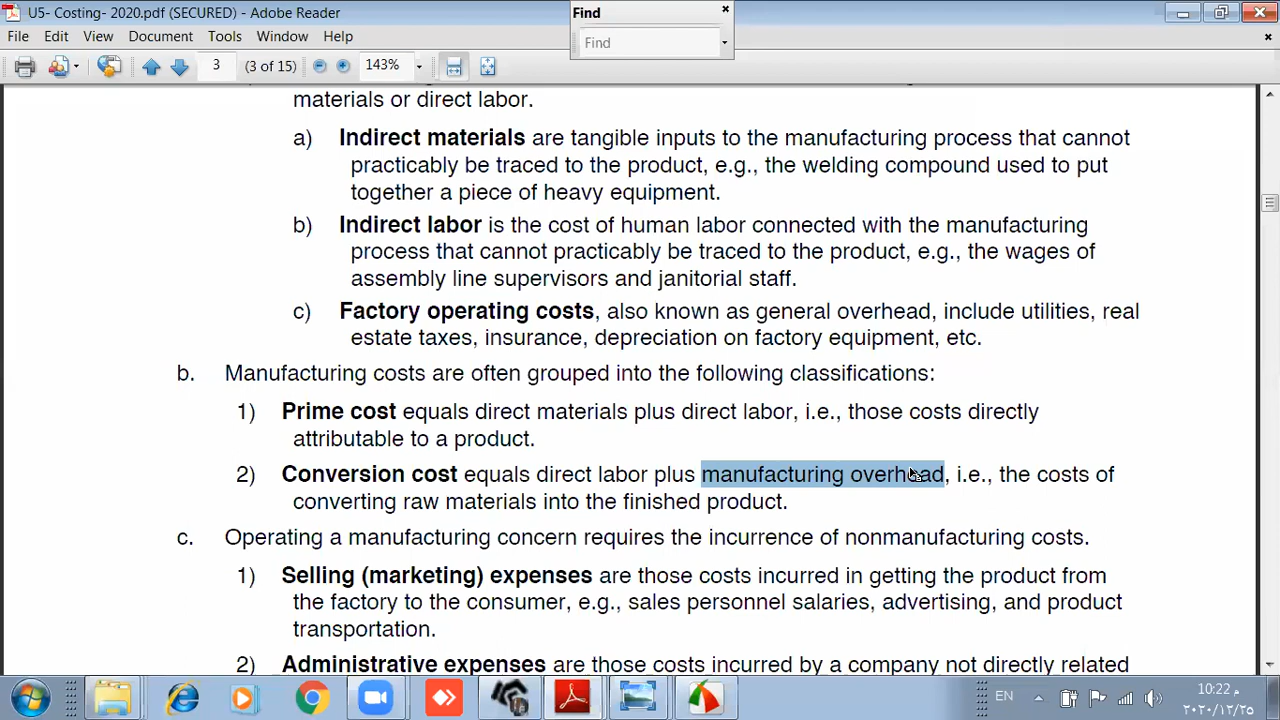 U5- Costing- 2020.pdf (SECURED) - Adobe Reader
Find
File Edit View Document Tools Window Help
Find
3 (3 of 15) 143%
materials or direct labor.
a) Indirect materials are tangible inputs to the manufacturing process that cannot
practicably be traced to the product, e.g., the welding compound used to put
together a piece of heavy equipment.
b) Indirect labor is the cost of human labor connected with the manufacturing
process that cannot practicably be traced to the product, e.g., the wages of
assembly line supervisors and janitorial staff.
c) Factory operating costs, also known as general overhead, include utilities, real
estate taxes, insurance, depreciation on factory equipment, etc.
b. Manufacturing costs are often grouped into the following classifications:
1) Prime cost equals direct materials plus direct labor, i.e., those costs directly
attributable to a product.
2) Conversion cost equals direct labor plus manufacturing overhead, i.e., the costs of
converting raw materials into the finished product.
c. Operating a manufacturing concern requires the incurrence of nonmanufacturing costs.
1) Selling (marketing) expenses are those costs incurred in getting the product from
the factory to the consumer, e.g., sales personnel salaries, advertising, and product
transportation.
2) Administrative expenses are those costs incurred by a company not directly related
EN
10:22 م
٢٠٢٠/١٢/٢٥